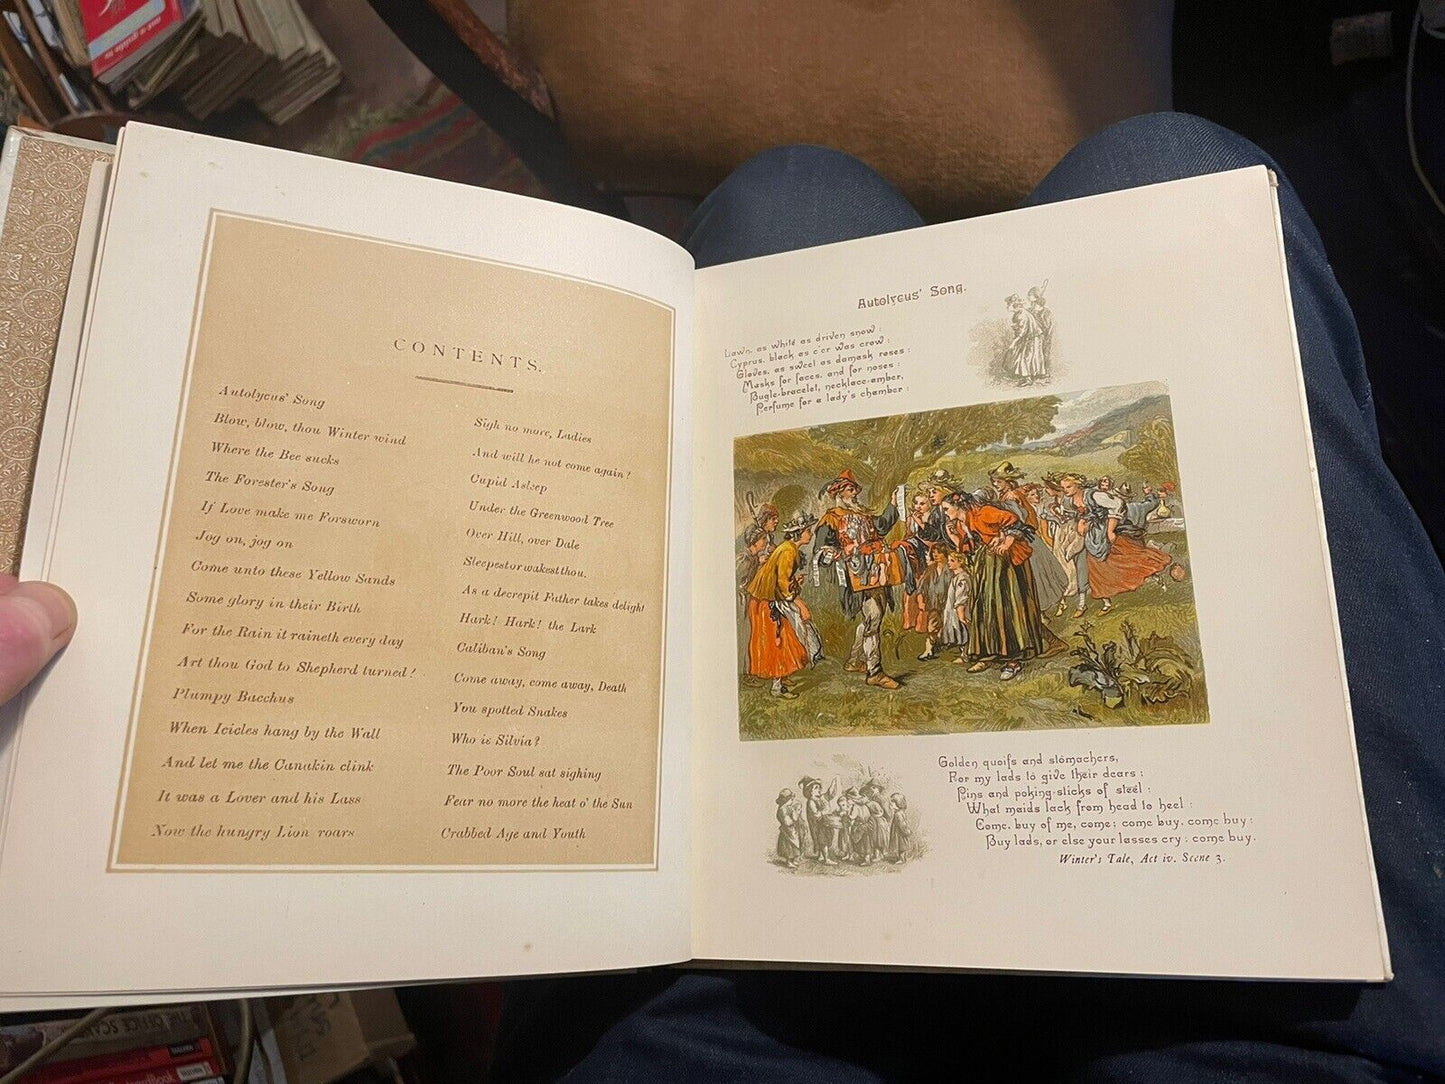 CONTENTS.
Autolycus' Song
Blow, blow, thou Winter wind
Where the Bee sucks
The Forester's Song
If Love make me Forsworn
Jog on, jog on
Come unto these Yellow Sands
Some glory in their Birth
For the Rain it raineth every day
Art thou God to Shepherd turned?
Plumpy Bacchus
When Icicles hang by the Wall
And let me the Canakin clink
It was a Lover and his Lass
Now the hungry Lion roars
Sigh no more, Ladies
And will he not come again?
Cupid Asleep
Under the Greenwood Tree
Over Hill, over Dale
Sleepest or wakest thou.
As a decrepit Father takes delight
Hark! Hark! the Lark
Caliban's Song
Come away, come away, Death
You spotted Snakes
Who is Silvia?
The Poor Soul sat sighing
Fear no more the heat o' the Sun
Crabbed Age and Youth
Autolycus' Song.
Lawn, as white as driven snow:
Cyprus, black as e'er was crow:
Gloves, as sweet as damask roses:
Masks for faces, and for noses:
Bugle-bracelet, necklace-amber,
Perfume for a lady's chamber:
Golden quoifs and stomachers,
For my lads to give their dears:
Pins and poking-sticks of steel:
What maids lack from head to heel:
Come, buy of me, come: come buy, come buy:
Buy lads, or else your lasses cry: come buy.
Winter's Tale, Act iv. Scene 3.
THE OFFICE SCAN